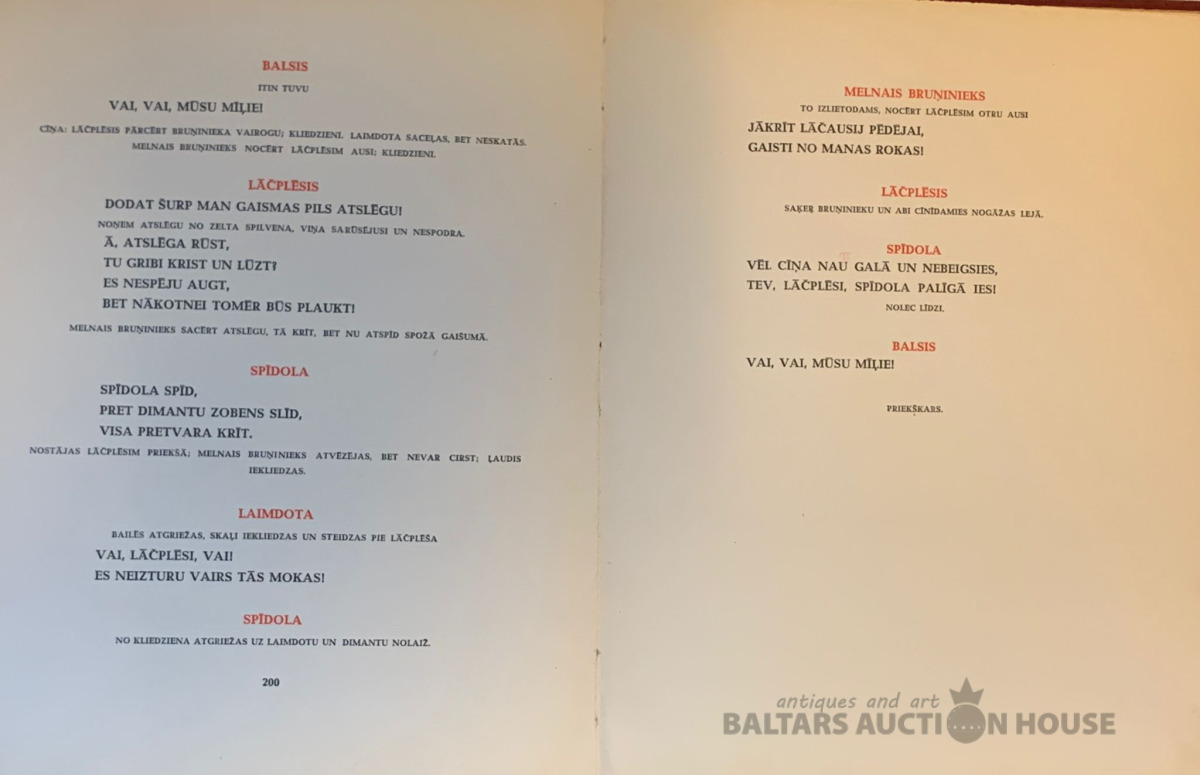 BALSIS
ITIN TUVU
VAI, VAI, MŪSU MĪĻIE!
CĪŅA: LĀČPLĒSIS PĀRCĒRT BRUŅINIEKA VAIROGU; KLIEDZIENI. LAIMDOTA SACEĻAS, BET NESKATĀS.
MELNAIS BRUŅINIEKS NOCĒRT LĀČPLĒSIM AUSI; KLIEDZIENI.
LĀČPLĒSIS
DODAT ŠURP MAN GAISMAS PILS ATSLĒGU!
NOŅEM ATSLĒGU NO ZELTA SPILVENA, VIŅA SARŪSĒJUSI UN NESPODRA.
Ā, ATSLĒGA RŪST,
TU GRIBI KRIST UN LŪZT?
ES NESPĒJU AUGT,
BET NĀKOTNEI TOMĒR BŪS PLAUKT!
MELNAIS BRUŅINIEKS SACĒRT ATSLĒGU, TĀ KRĪT, BET NU ATSPĪD SPOŽĀ GAIŠUMĀ.
SPĪDOLA
SPĪDOLA SPĪD,
PRET DIMANTU ZOBENS SLĪD,
VISA PRETVARA KRĪT.
NOSTĀJAS LĀČPLĒSIM PRIEKŠĀ; MELNAIS BRUŅINIEKS ATVĒZĒJAS, BET NEVAR CIRST; ĻAUDIS
IEKLIEDZAS.
LAIMDOTA
BAILĒS ATGRIEŽAS, SKAĻI IEKLIEDZAS UN STEIDZAS PIE LĀČPLĒŠA
VAI, LĀČPLĒSI, VAI!
ES NEIZTURU VAIRS TĀS MOKAS!
SPĪDOLA
NO KLIEDZIENA ATGRIEŽAS UZ LAIMDOTU UN DIMANTU NOLAIŽ.
200
MELNAIS BRUŅINIEKS
TO IZLIETODAMS, NOCĒRT LĀČPLĒSIM OTRU AUSI
JĀKRĪT LĀČAUSIJ PĒDĒJAI,
GAISTI NO MANAS ROKAS!
LĀČPLĒSIS
SAĶEŖ BRUŅINIEKU UN ABI CĪNĪDAMIES NOGĀZAS LEJĀ.
SPĪDOLA
VĒL CĪŅA NAU GALĀ UN NEBEIGSIES,
TEV, LĀČPLĒSI, SPĪDOLA PALĪGĀ IES!
NOLEC LĪDZI.
BALSIS
VAI, VAI, MŪSU MĪĻIE!
PRIEKŠKARS.
antiques and art
BALTARS AUCTION HOUSE